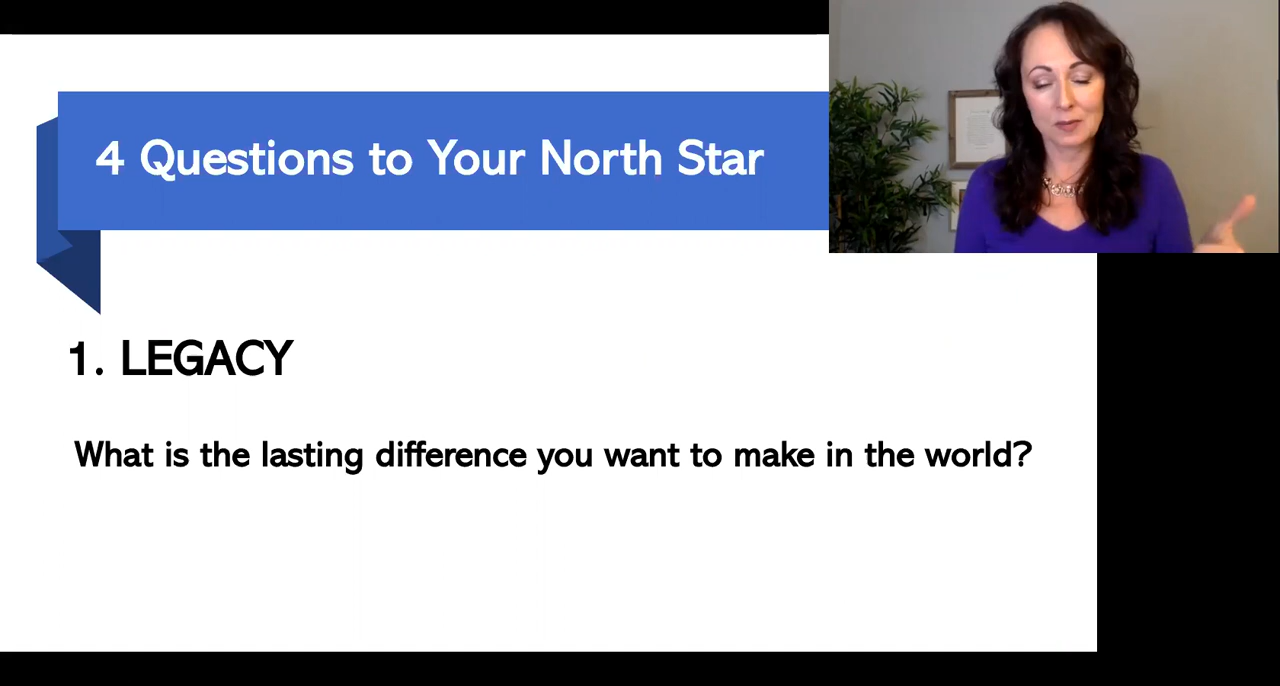 4 Questions to Your North Star
1. LEGACY
What is the lasting difference you want to make in the world?